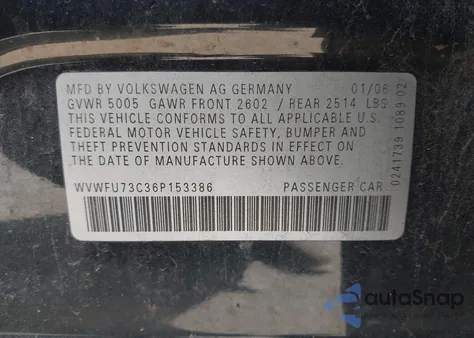 MFD BY VOLKSWAGEN AG GERMANY 01/06
GVWR 5005 GAWR FRONT 2602 / REAR 2514 LBS
THIS VEHICLE CONFORMS TO ALL APPLICABLE U.S.
FEDERAL MOTOR VEHICLE SAFETY, BUMPER AND
THEFT PREVENTION STANDARDS IN EFFECT ON THE
DATE OF MANUFACTURE SHOWN ABOVE.
WVWFU73C36P153386 PASSENGER CAR
0241739 1089 02
autoSnap